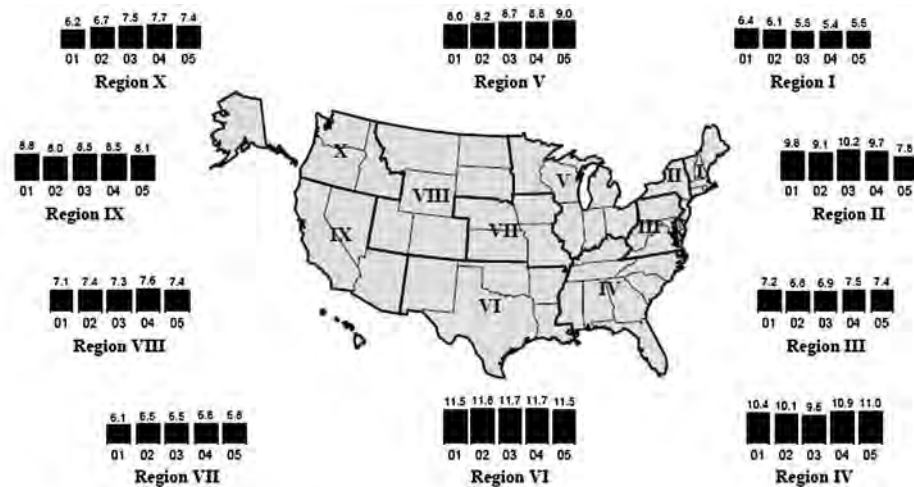 6.2 6.7 7.5 7.7 7.4
01 02 03 04 05
Region X
8.0 8.2 8.7 8.8 9.0
01 02 03 04 05
Region V
6.4 6.1 5.5 5.4 5.5
01 02 03 04 05
Region I
8.8 8.0 8.5 8.5 8.1
01 02 03 04 05
Region IX
9.8 9.1 10.2 9.7 7.8
01 02 03 04 05
Region II
X
VIII
V
II
I
IX
VII
III
VI
IV
7.1 7.4 7.3 7.6 7.4
01 02 03 04 05
Region VIII
7.2 6.8 6.9 7.5 7.4
01 02 03 04 05
Region III
6.1 6.5 6.5 6.8 6.8
01 02 03 04 05
Region VII
11.5 11.8 11.7 11.7 11.5
01 02 03 04 05
Region VI
10.4 10.1 10.9 11.0
01 02 03 04 05
Region IV